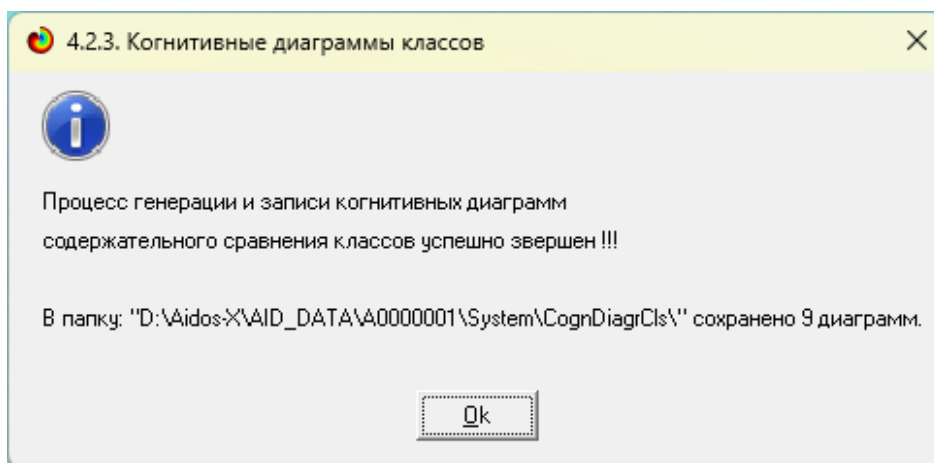 4.2.3. Когнитивные диаграммы классов
Процесс генерации и записи когнитивных диаграмм
содержательного сравнения классов успешно звершен !!!
В папку: "D:\Aidos-X\AID_DATA\A0000001\System\CognDiagrCls\" сохранено 9 диаграмм.
Ok